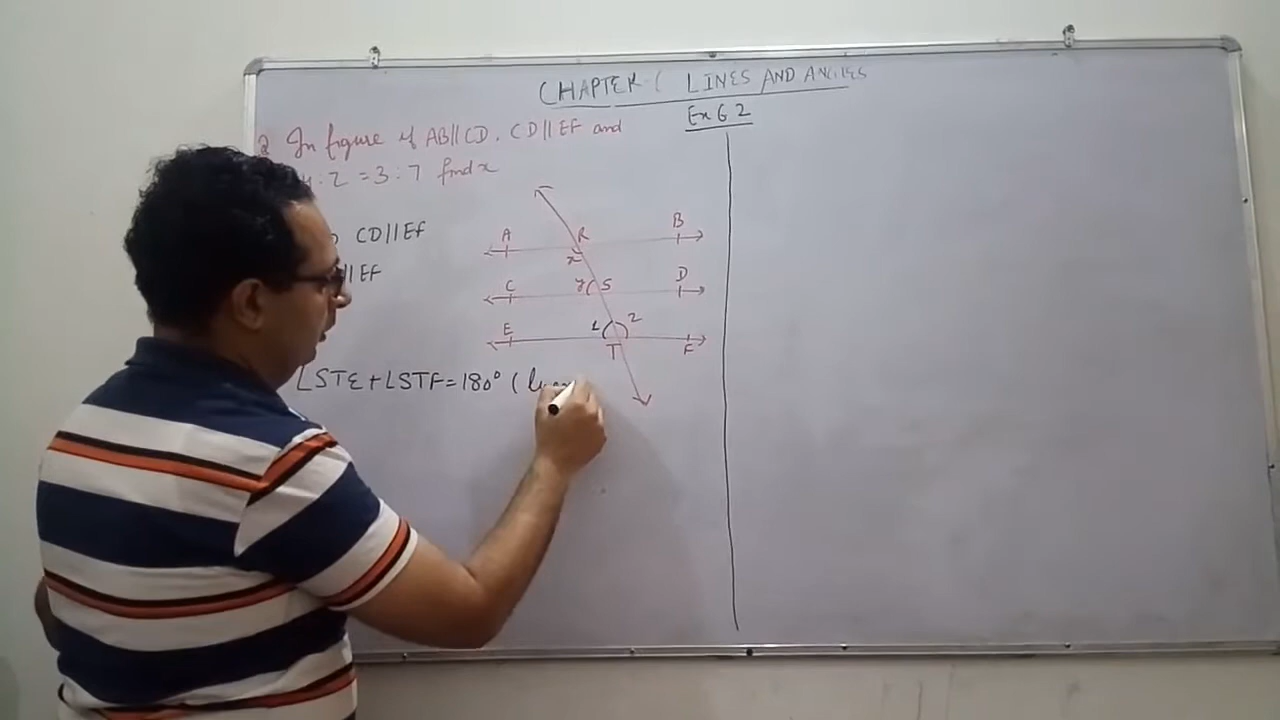 CHAPTER-6 LINES AND ANGLES
Ex 6 2
Q In figure if AB||CD, CD||EF and
y:z = 3:7 find x
CD||EF
||EF
A R B
x
C y S D
E 1 z
T F
∠STE+∠STF=180° (